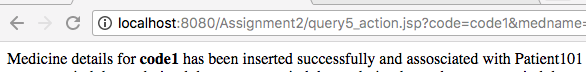 localhost:8080/Assignment2/query5_action.jsp?code=code1&medname=
Medicine details for code1 has been inserted successfully and assosciated with Patient101